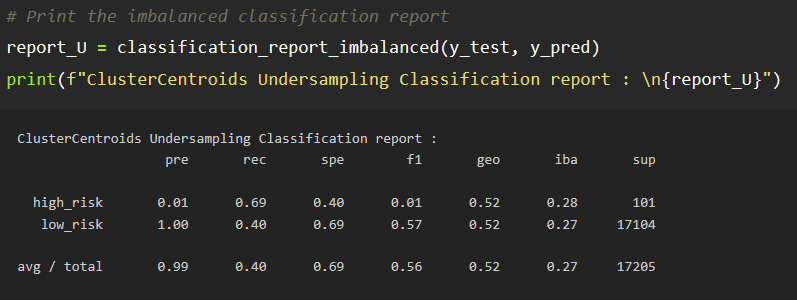 # Print the imbalanced classification report
report_U = classification_report_imbalanced(y_test, y_pred)
print(f"ClusterCentroids Undersampling Classification report : \n{report_U}")
ClusterCentroids Undersampling Classification report :
pre rec spe f1 geo iba sup
high_risk 0.01 0.69 0.40 0.01 0.52 0.28 101
low_risk 1.00 0.40 0.69 0.57 0.52 0.27 17104
avg / total 0.99 0.40 0.69 0.56 0.52 0.27 17205